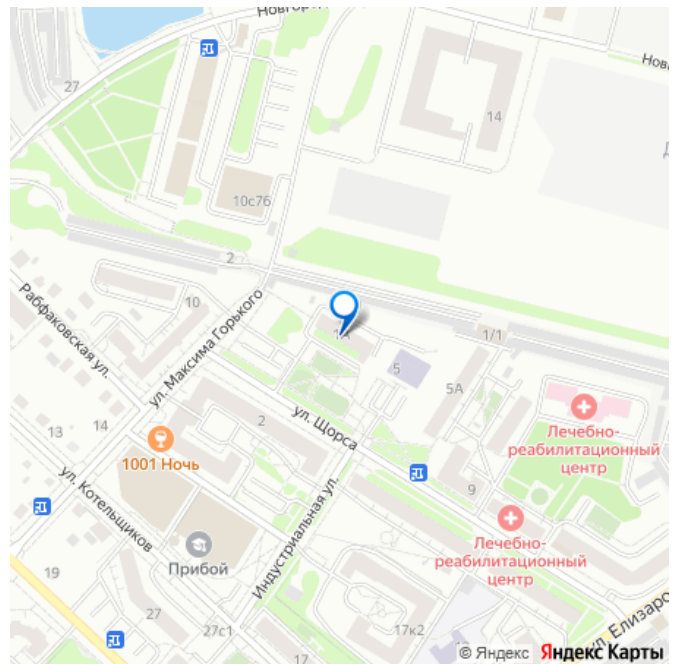 Новгород
27
14
Нов
10с76
2
10
1А
1/1
5
5А
Рабфаковская ул.
ул. Максима Горького
ул. Щорса
2
13
14
1001 Ночь
Лечебно-
реабилитационный
центр
9
ул. Котельщиков
Индустриальная ул.
Лечебно-
реабилитационный
центр
Прибой
19
27
27с1
17
17к2
ул. Елизаро
© Яндекс Яндекс Карты